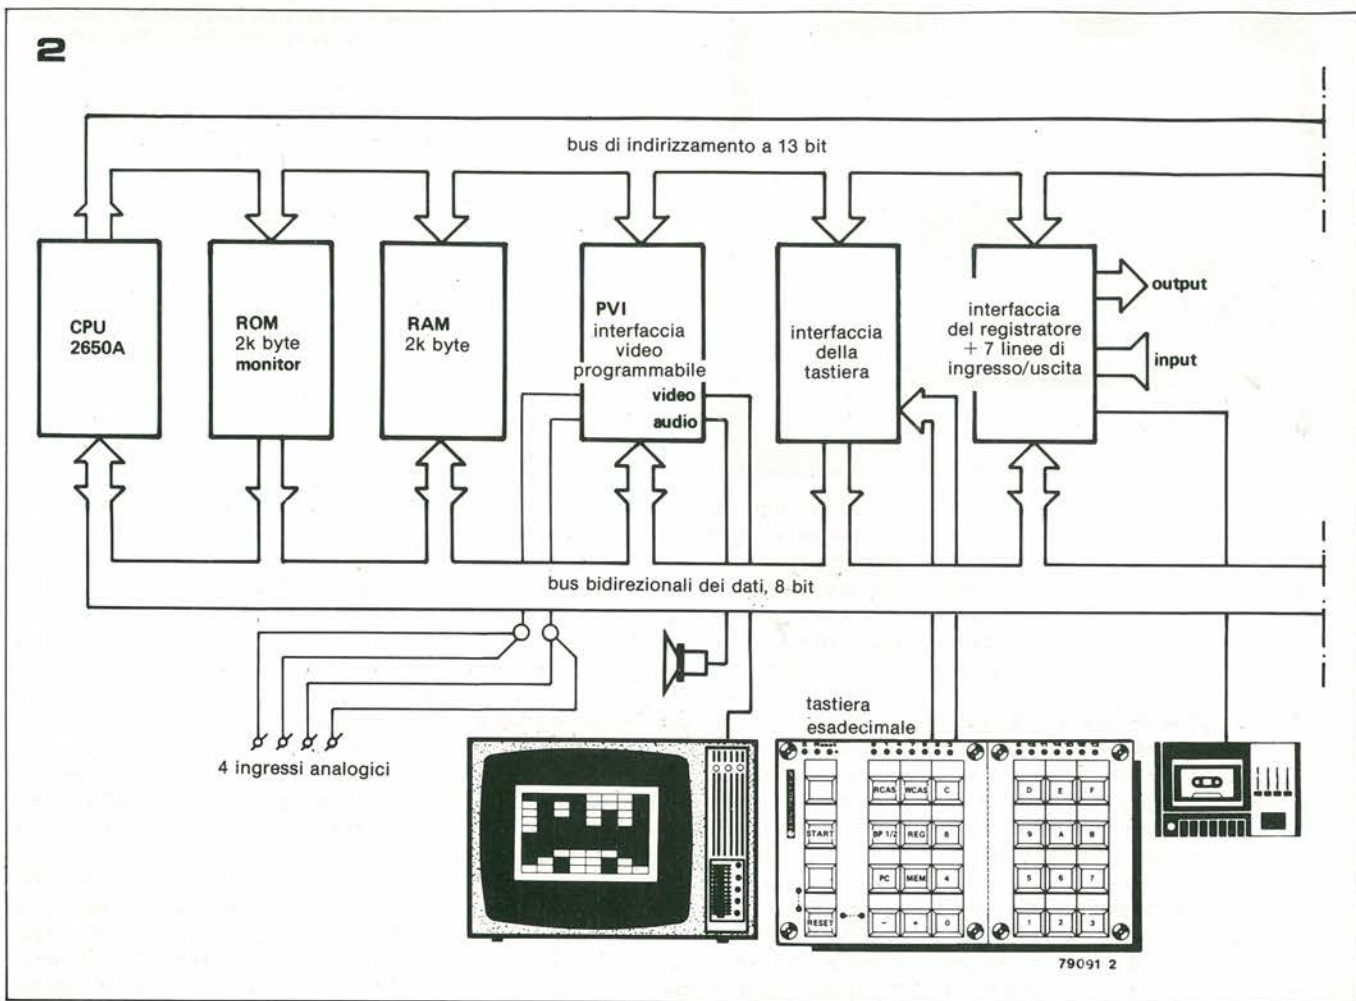 2
bus di indirizzamento a 13 bit
CPU
2650A
ROM
2k byte
monitor
RAM
2k byte
PVI
interfaccia
video
programmabile
video
audio
interfaccia
della
tastiera
interfaccia
del registratore
+ 7 linee di
ingresso/uscita
output
input
bus bidirezionali dei dati, 8 bit
4 ingressi analogici
tastiera
esadecimale
Reset
RCAS WCAS C D E F
START BP 1/2 REG 8 9 A B
PC MEM 4 5 6 7
RESET - + 0 1 2 3
79091 2